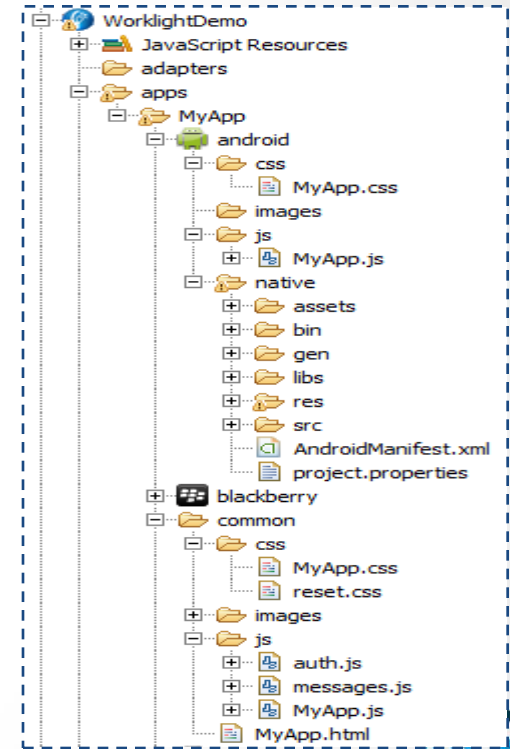 WorklightDemo
JavaScript Resources
adapters
apps
MyApp
android
css
MyApp.css
images
js
MyApp.js
native
assets
bin
gen
libs
res
src
AndroidManifest.xml
project.properties
blackberry
common
css
MyApp.css
reset.css
images
js
auth.js
messages.js
MyApp.js
MyApp.html